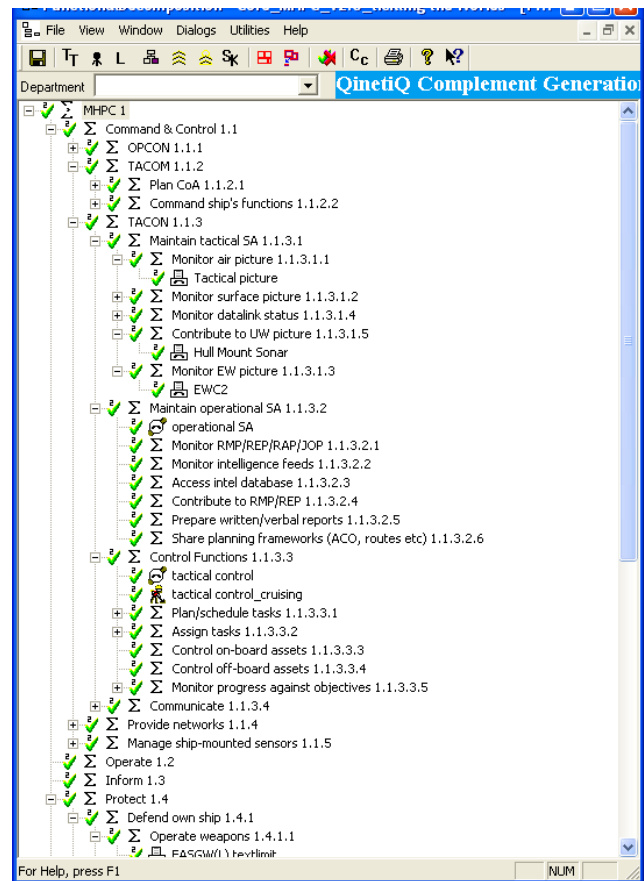 File View Window Dialogs Utilities Help
Department
QinetiQ Complement Generatio
MHPC 1
Command & Control 1.1
OPCON 1.1.1
TACOM 1.1.2
Plan CoA 1.1.2.1
Command ship's functions 1.1.2.2
TACON 1.1.3
Maintain tactical SA 1.1.3.1
Monitor air picture 1.1.3.1.1
Tactical picture
Monitor surface picture 1.1.3.1.2
Monitor datalink status 1.1.3.1.4
Contribute to UW picture 1.1.3.1.5
Hull Mount Sonar
Monitor EW picture 1.1.3.1.3
EWC2
Maintain operational SA 1.1.3.2
operational SA
Monitor RMP/REP/RAP/JOP 1.1.3.2.1
Monitor intelligence feeds 1.1.3.2.2
Access intel database 1.1.3.2.3
Contribute to RMP/REP 1.1.3.2.4
Prepare written/verbal reports 1.1.3.2.5
Share planning frameworks (ACO, routes etc) 1.1.3.2.6
Control Functions 1.1.3.3
tactical control
tactical control_cruising
Plan/schedule tasks 1.1.3.3.1
Assign tasks 1.1.3.3.2
Control on-board assets 1.1.3.3.3
Control off-board assets 1.1.3.3.4
Monitor progress against objectives 1.1.3.3.5
Communicate 1.1.3.4
Provide networks 1.1.4
Manage ship-mounted sensors 1.1.5
Operate 1.2
Inform 1.3
Protect 1.4
Defend own ship 1.4.1
Operate weapons 1.4.1.1
FASGW(L) textlimit
For Help, press F1 NUM